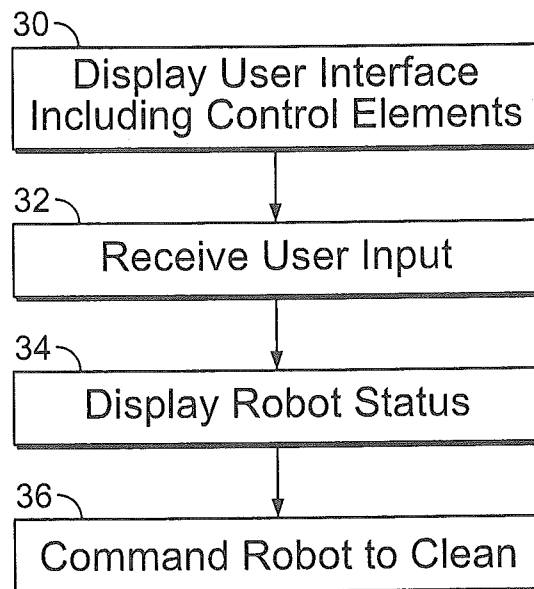 30
Display User Interface
Including Control Elements
32
Receive User Input
34
Display Robot Status
36
Command Robot to Clean